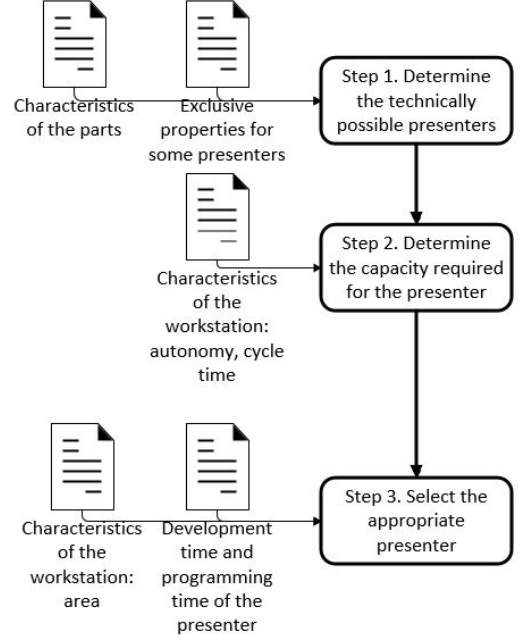 Characteristics
of the parts
Exclusive
properties for
some presenters
Step 1. Determine
the technically
possible presenters
Characteristics
of the
workstation:
autonomy, cycle
time
Step 2. Determine
the capacity required
for the presenter
Characteristics
of the
workstation:
area
Development
time and
programming
time of the
presenter
Step 3. Select the
appropriate
presenter